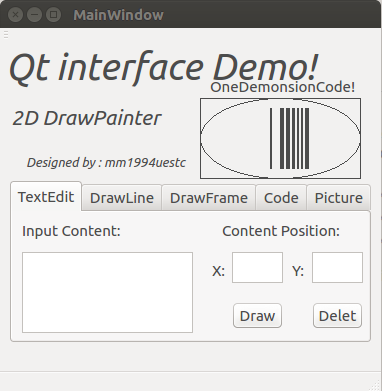 MainWindow
Qt interface Demo!
OneDemonsionCode!
2D DrawPainter
Designed by : mm1994uestc
TextEdit DrawLine DrawFrame Code Picture
Input Content: Content Position:
X: Y:
Draw Delet